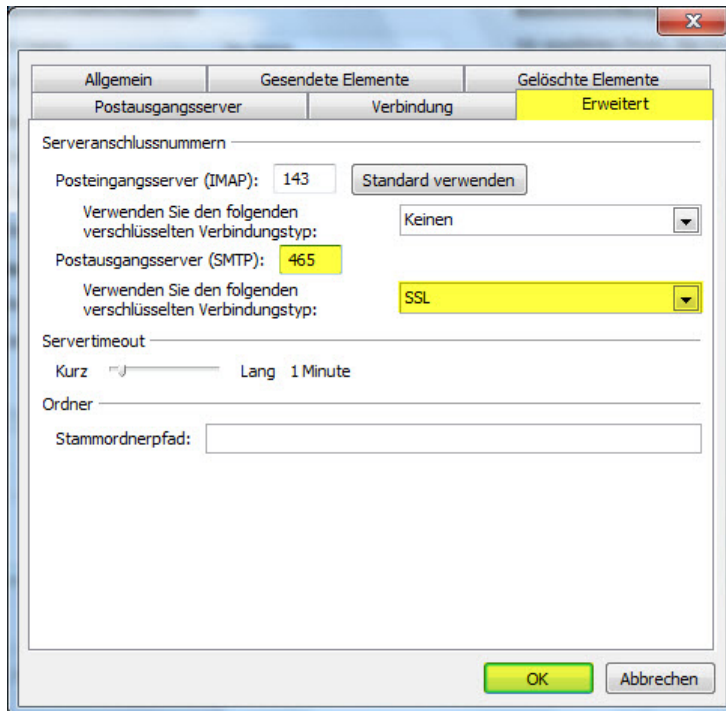 Allgemein
Gesendete Elemente
Gelöschte Elemente
Postausgangsserver
Verbindung
Erweitert
Serveranschlussnummern
Posteingangsserver (IMAP): 143 Standard verwenden
Verwenden Sie den folgenden
verschlüsselten Verbindungstyp:
Keinen
Postausgangsserver (SMTP): 465
Verwenden Sie den folgenden
verschlüsselten Verbindungstyp:
SSL
Servertimeout
Kurz Lang 1 Minute
Ordner
Stammordnerpfad:
OK
Abbrechen